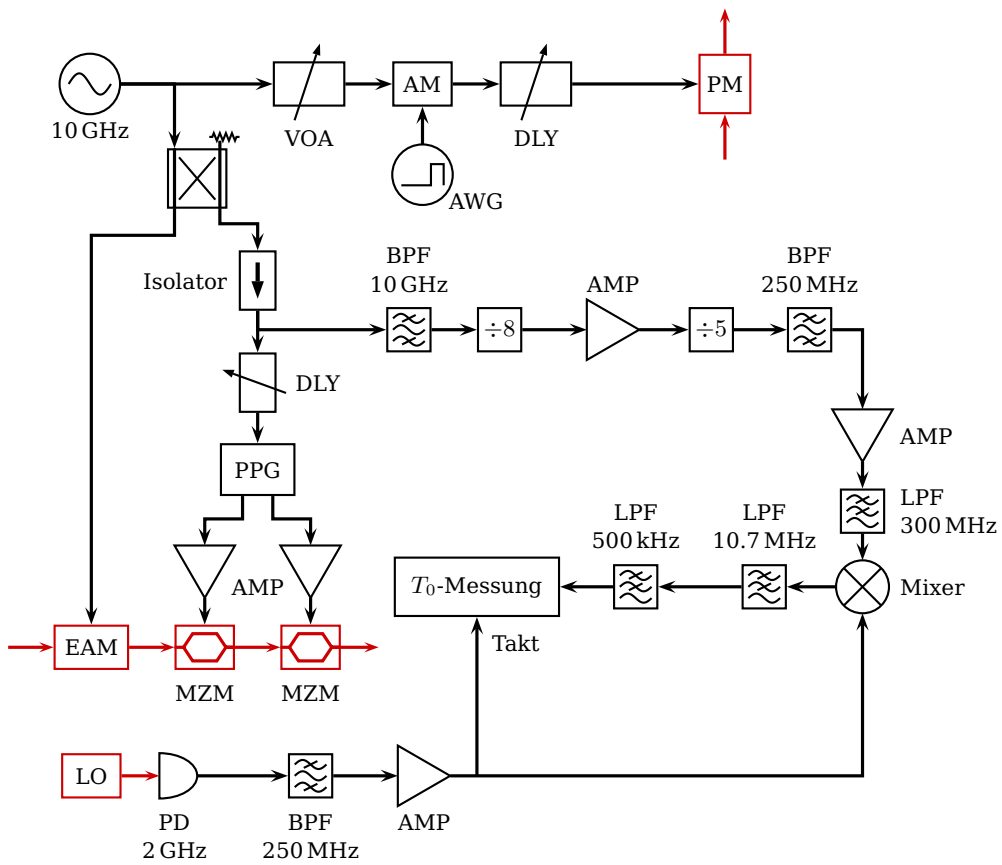 10 GHz
VOA
AM
AWG
DLY
PM
Isolator
BPF
10 GHz
÷8
AMP
÷5
BPF
250 MHz
DLY
AMP
PPG
LPF
300 MHz
LPF
500 kHz
LPF
10.7 MHz
AMP
T₀-Messung
Mixer
Takt
EAM
MZM
MZM
LO
PD
2 GHz
BPF
250 MHz
AMP